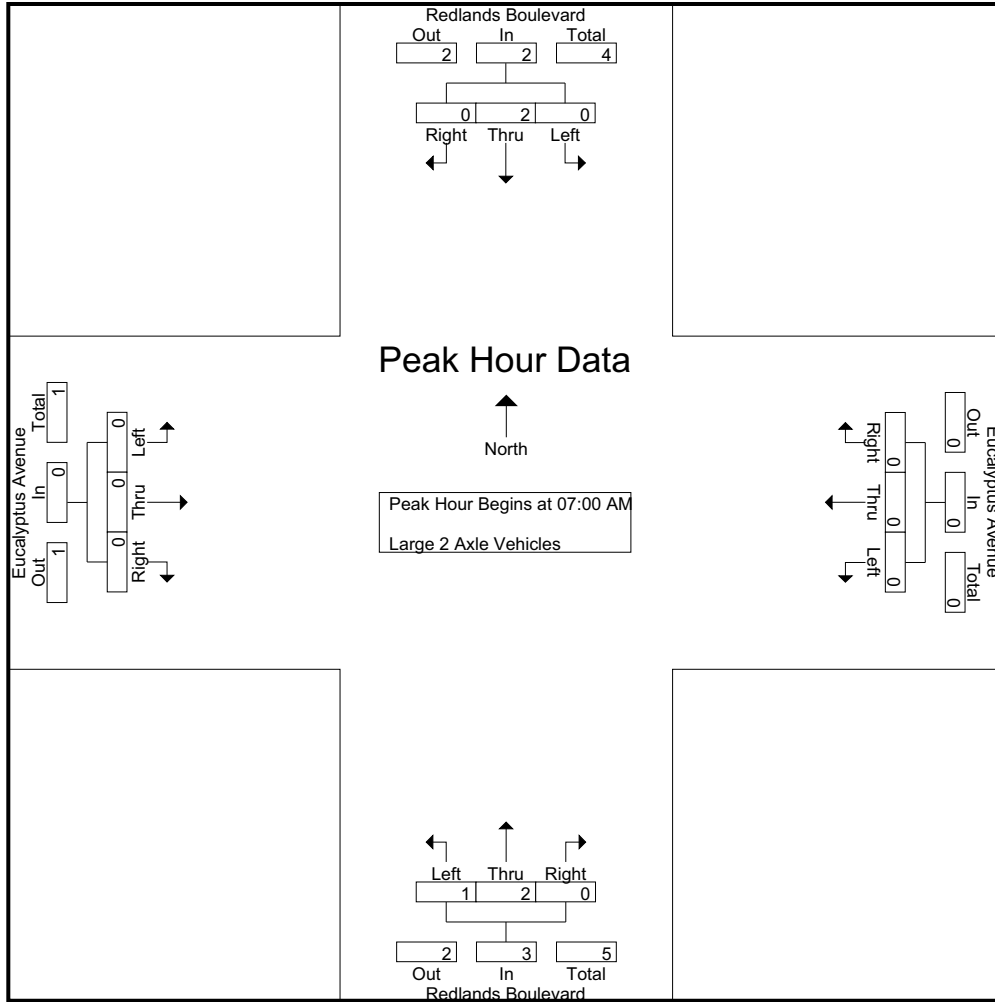 Redlands Boulevard
Out In Total
2 2 4
0 2 0
Right Thru Left
Peak Hour Data
North
Peak Hour Begins at 07:00 AM
Large 2 Axle Vehicles
Eucalyptus Avenue
Out In Total
1 0 1
0 0 0
Right Thru Left
Eucalyptus Avenue
Out In Total
0 0 0
Right Thru Left
0 0 0
Left Thru Right
1 2 0
2 3 5
Out In Total
Redlands Boulevard